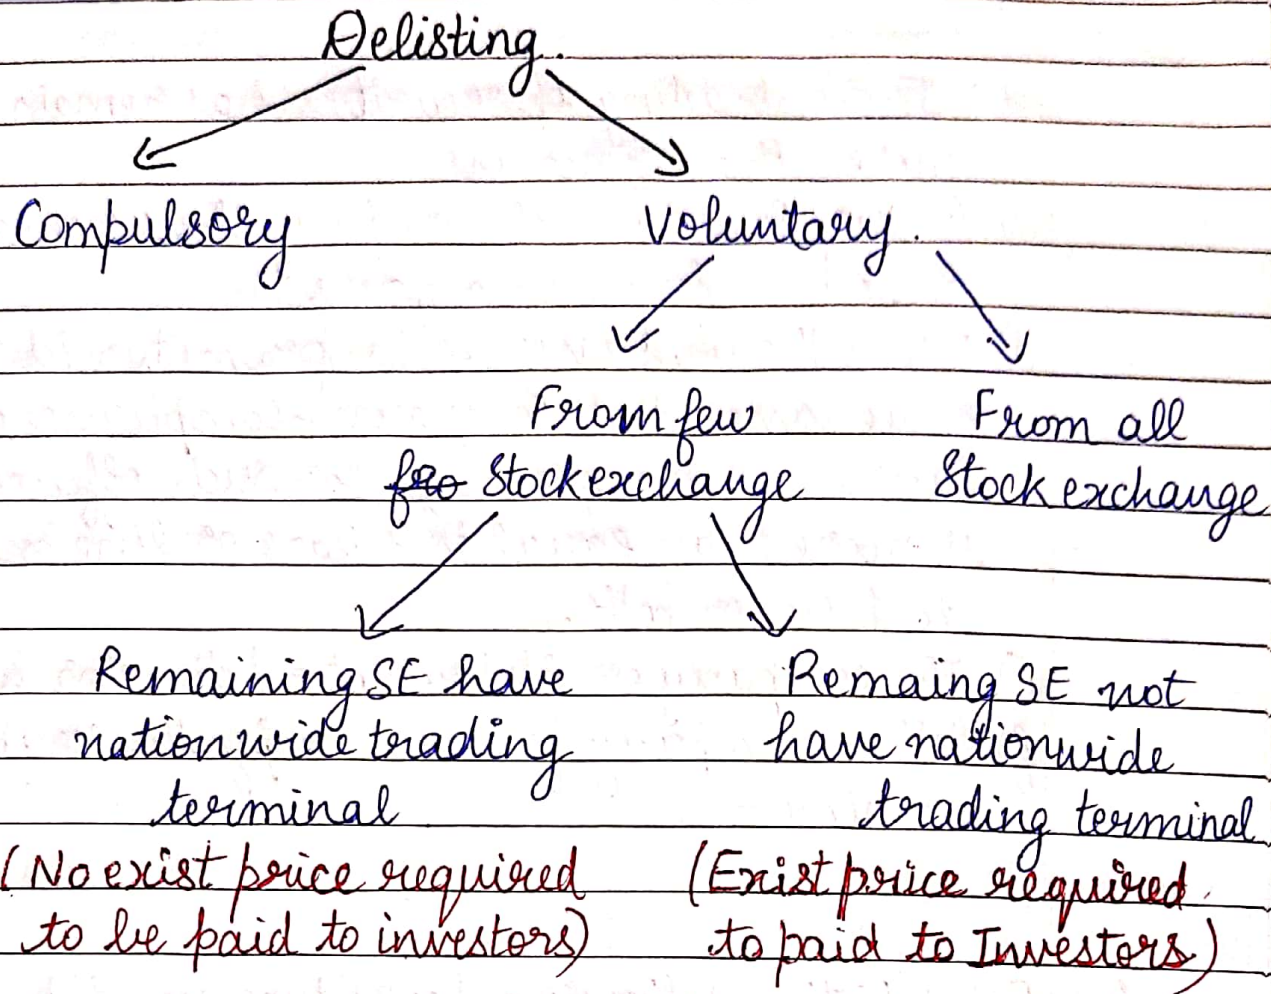 Delisting.
Compulsory
Voluntary.
From few
fro Stock exchange
From all
Stock exchange
Remaining SE have
nationwide trading
terminal
(No exist price required
to be paid to investors)
Remaing SE not
have nationwide
trading terminal
(Exist price required.
to paid to Investors)